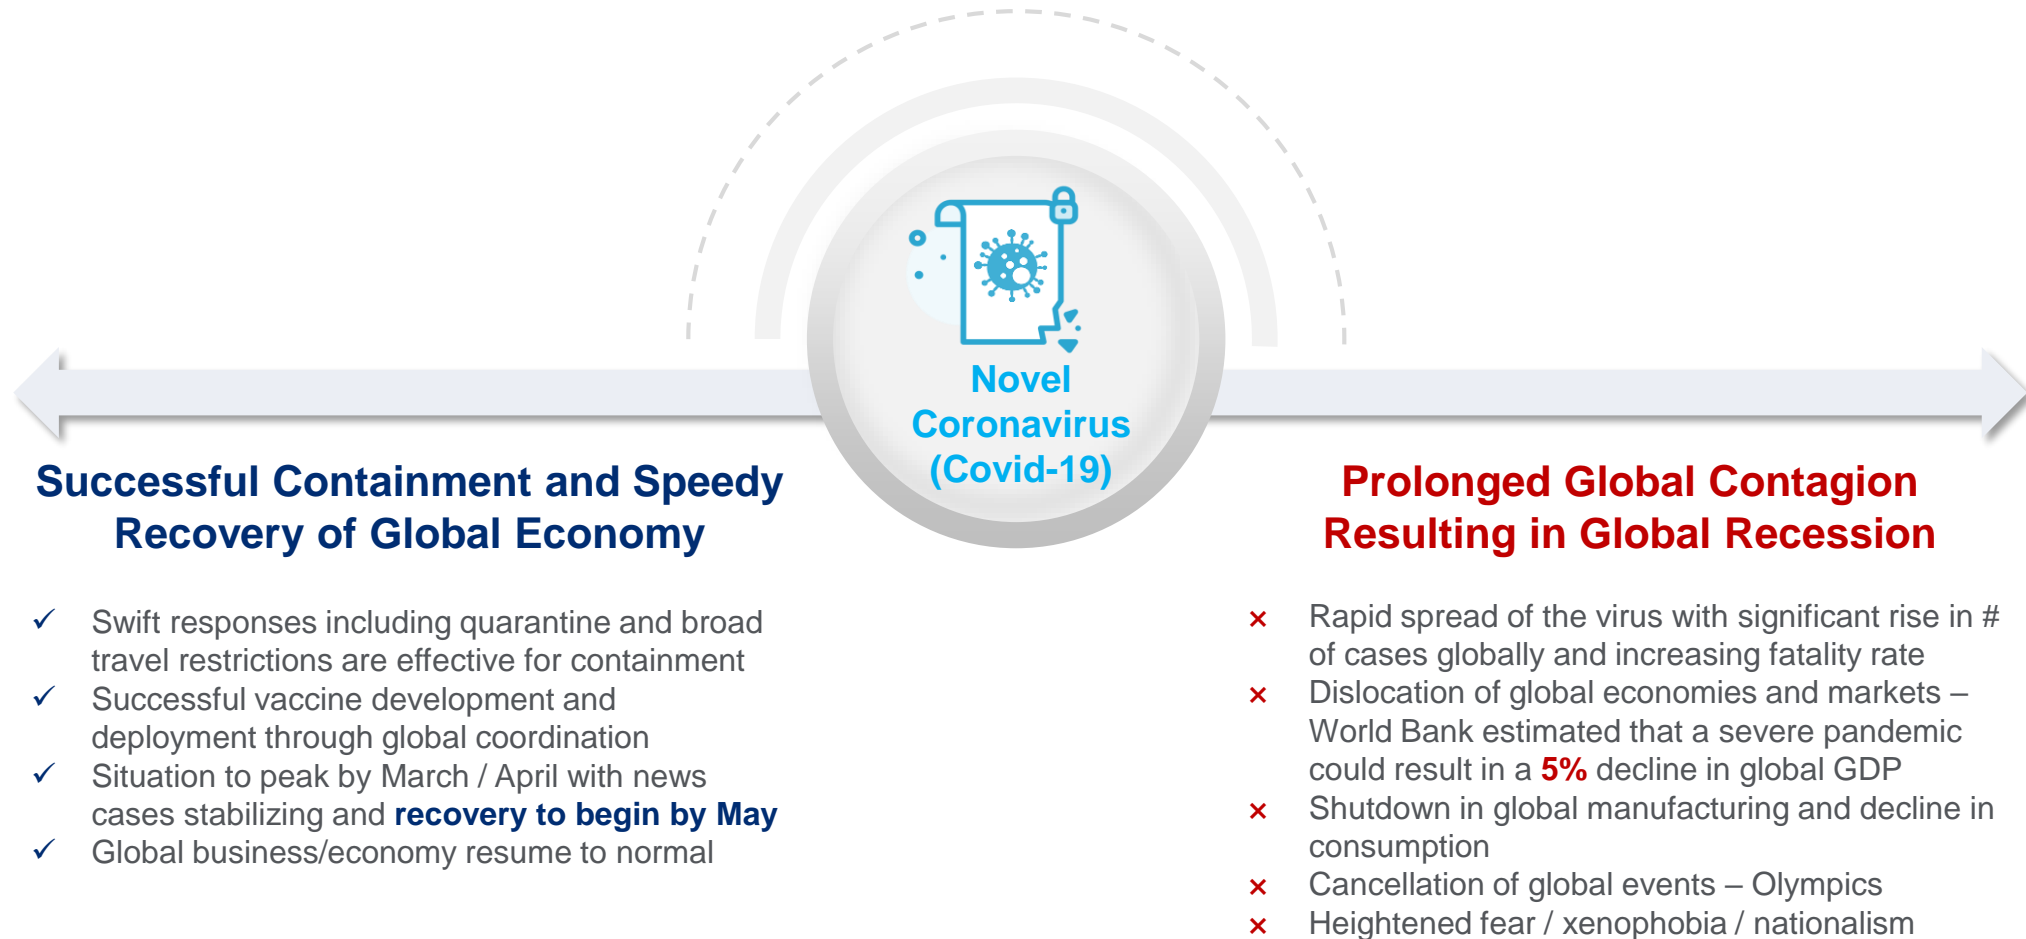 Novel
Coronavirus
(Covid-19)
Successful Containment and Speedy
Recovery of Global Economy
✓ Swift responses including quarantine and broad
travel restrictions are effective for containment
✓ Successful vaccine development and
deployment through global coordination
✓ Situation to peak by March / April with news
cases stabilizing and recovery to begin by May
✓ Global business/economy resume to normal
Prolonged Global Contagion
Resulting in Global Recession
× Rapid spread of the virus with significant rise in #
of cases globally and increasing fatality rate
× Dislocation of global economies and markets –
World Bank estimated that a severe pandemic
could result in a 5% decline in global GDP
× Shutdown in global manufacturing and decline in
consumption
× Cancellation of global events – Olympics
× Heightened fear / xenophobia / nationalism